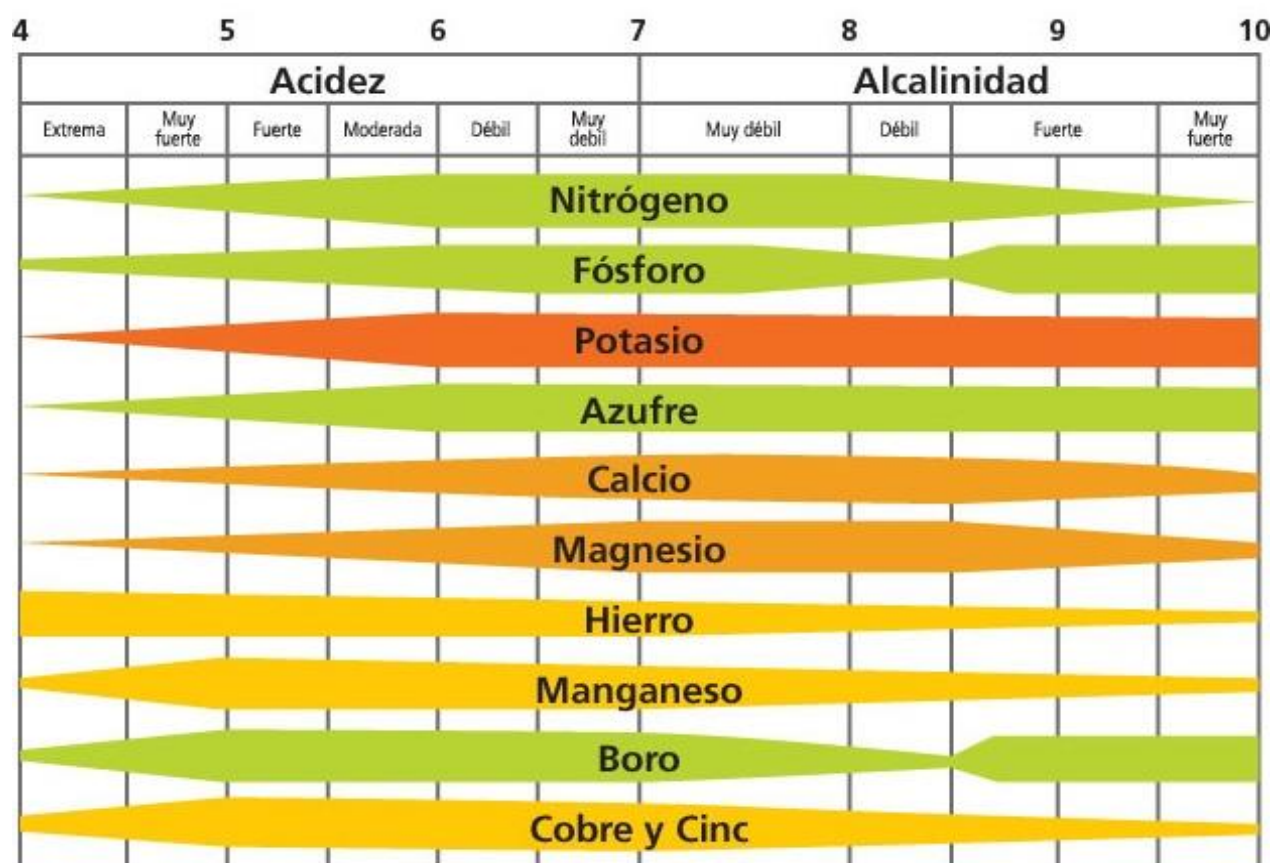 4 5 6 7 8 9 10
Acidez Alcalinidad
Extrema Muy fuerte Fuerte Moderada Débil Muy debil Muy débil Débil Fuerte Muy fuerte
Nitrógeno
Fósforo
Potasio
Azufre
Calcio
Magnesio
Hierro
Manganeso
Boro
Cobre y Cinc